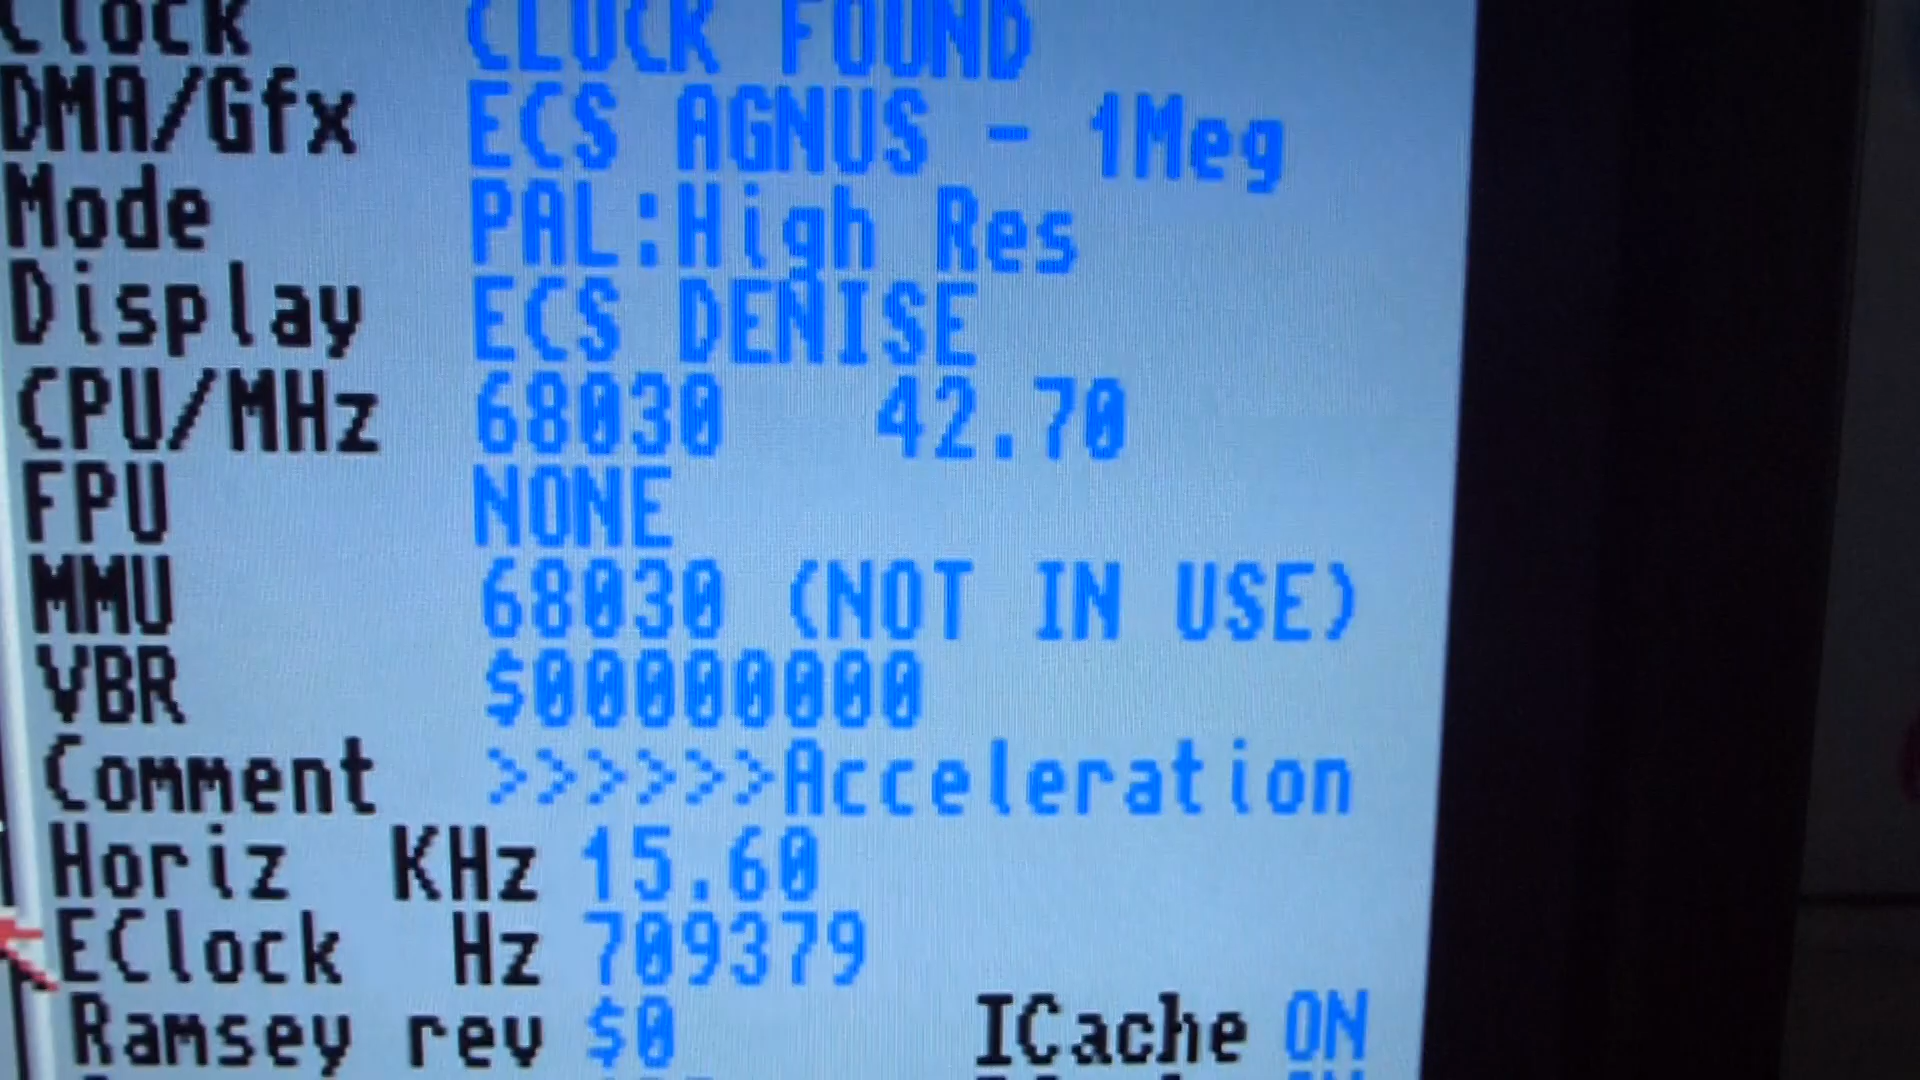 Clock CLOCK FOUND
DMA/Gfx ECS AGNUS - 1Meg
Mode PAL:High Res
Display ECS DENISE
CPU/MHz 68030 42.70
FPU NONE
MMU 68030 (NOT IN USE)
VBR $00000000
Comment >>>>>>Acceleration
Horiz KHz 15.60
EClock Hz 709379
Ramsey rev $0 ICache ON